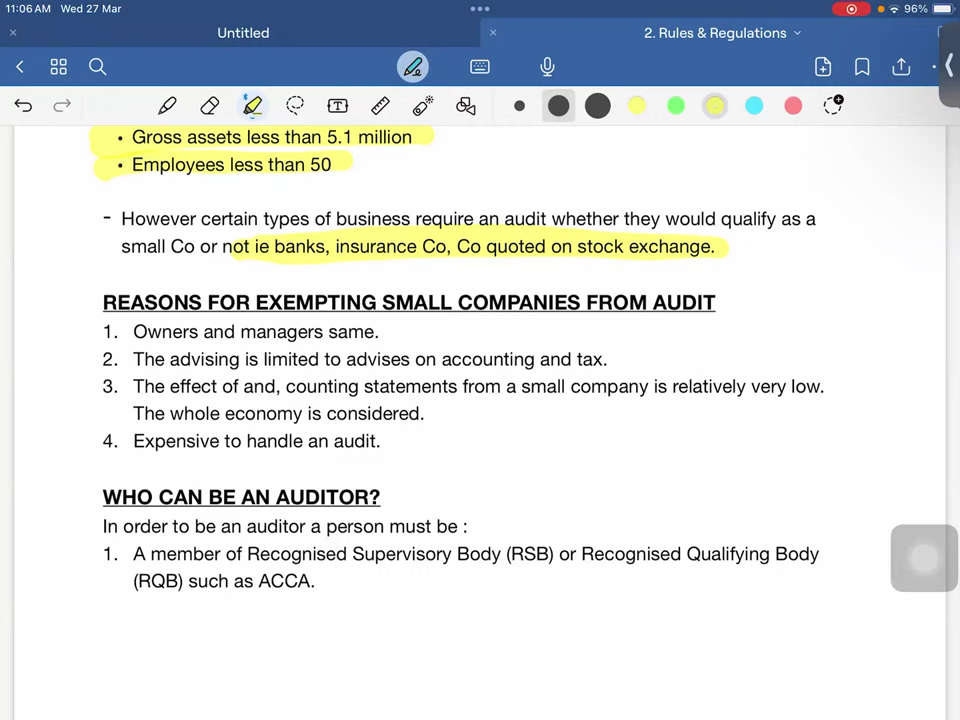 11:06 AM Wed 27 Mar
96%
Untitled
2. Rules & Regulations
• Gross assets less than 5.1 million
• Employees less than 50
- However certain types of business require an audit whether they would qualify as a
small Co or not ie banks, insurance Co, Co quoted on stock exchange.
REASONS FOR EXEMPTING SMALL COMPANIES FROM AUDIT
1. Owners and managers same.
2. The advising is limited to advises on accounting and tax.
3. The effect of and, counting statements from a small company is relatively very low.
The whole economy is considered.
4. Expensive to handle an audit.
WHO CAN BE AN AUDITOR?
In order to be an auditor a person must be :
1. A member of Recognised Supervisory Body (RSB) or Recognised Qualifying Body
(RQB) such as ACCA.